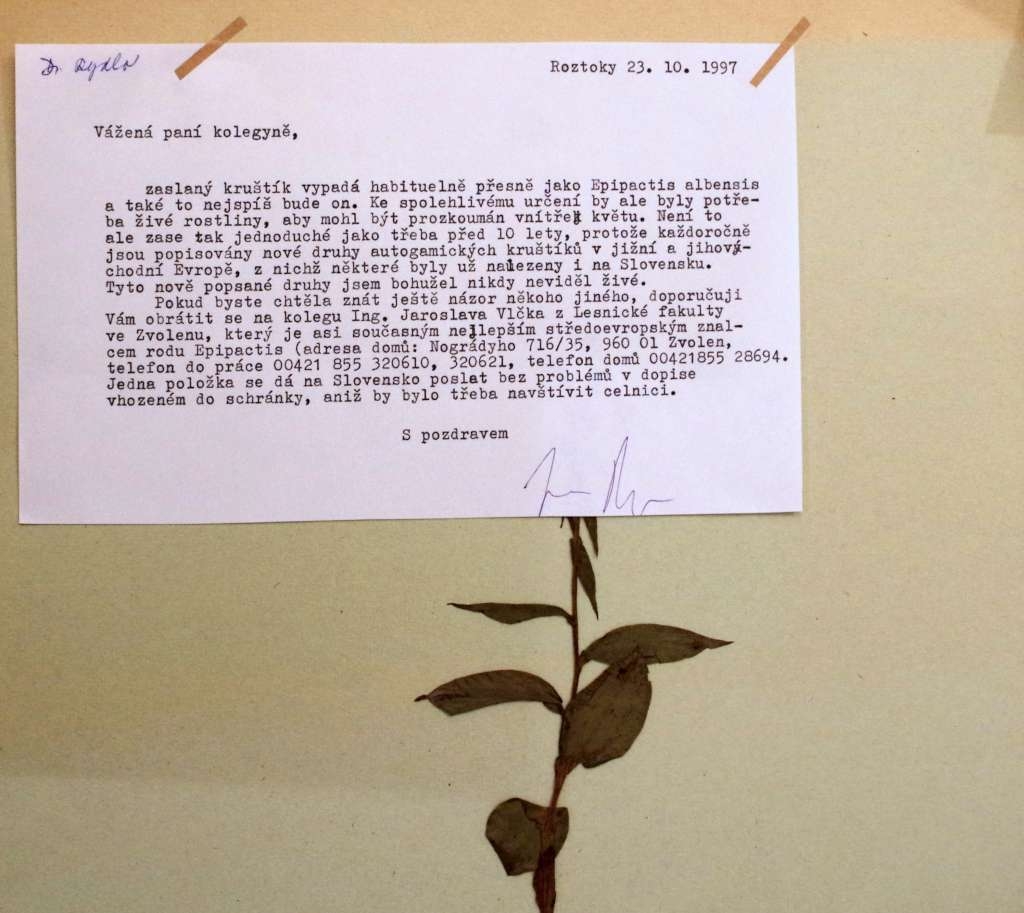 Dr. Rydlo
Roztoky 23. 10. 1997
Vážená paní kolegyně,
zaslaný kruštík vypadá habituelně přesně jako Epipactis albensis
a také to nejspíš bude on. Ke spolehlivému určení by ale byly potře-
ba živé rostliny, aby mohl být prozkoumán vnitřek květu. Není to
ale zase tak jednoduché jako třeba před 10 lety, protože každoročně
jsou popisovány nové druhy autogamických kruštíků v jižní a jihový-
chodní Evropě, z nichž některé byly už nalezeny i na Slovensku.
Tyto nově popsané druhy jsem bohužel nikdy neviděl živé.
Pokud byste chtěla znát ještě názor někoho jiného, doporučuji
Vám obrátit se na kolegu Ing. Jaroslava Vlčka z Lesnické fakulty
ve Zvolenu, který je asi současným nejlepším středoevropským znal-
cem rodu Epipactis (adresa domů: Nográdyho 716/35, 960 01 Zvolen,
telefon do práce 00421 855 320610, 320621, telefon domů 00421855 28694.
Jedna položka se dá na Slovensko poslat bez problémů v dopise
vhozeném do schránky, aniž by bylo třeba navštívit celnici.
S pozdravem